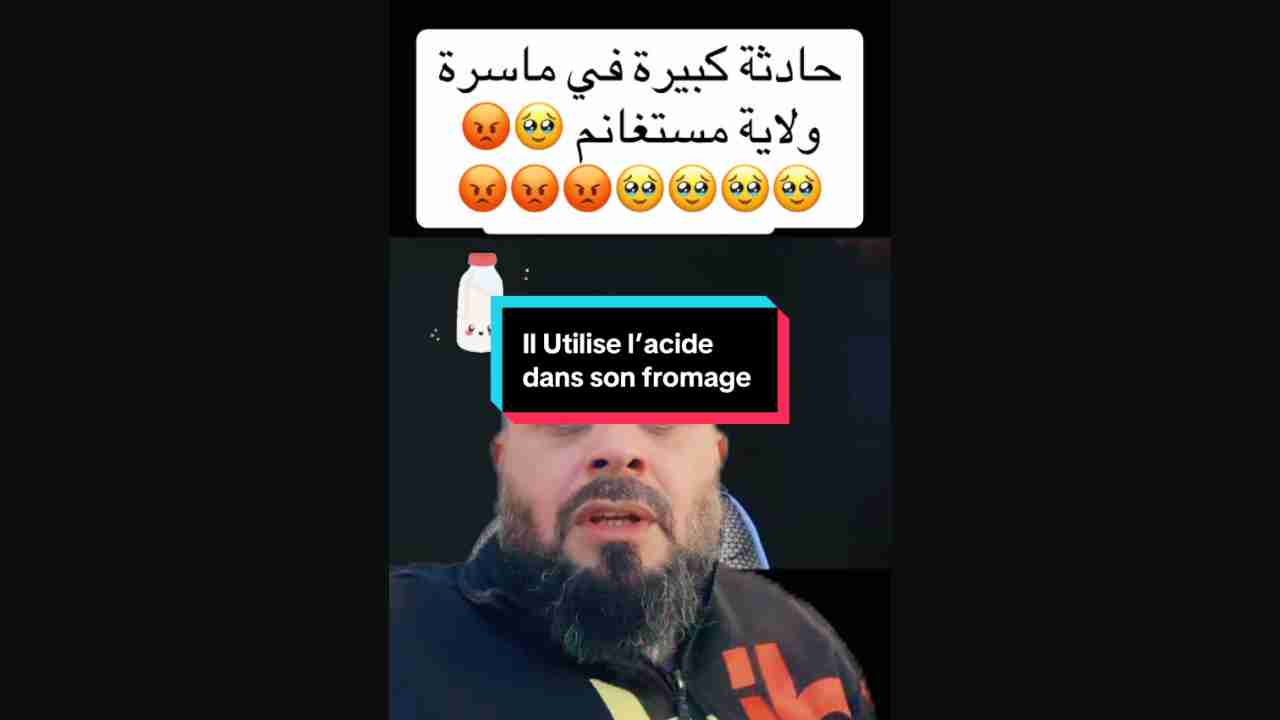 حادثة كبيرة في ماسرة
ولاية مستغانم 🥹😡
🥹🥹🥹🥹😡😡😡
Il Utilise l’acide
dans son fromage